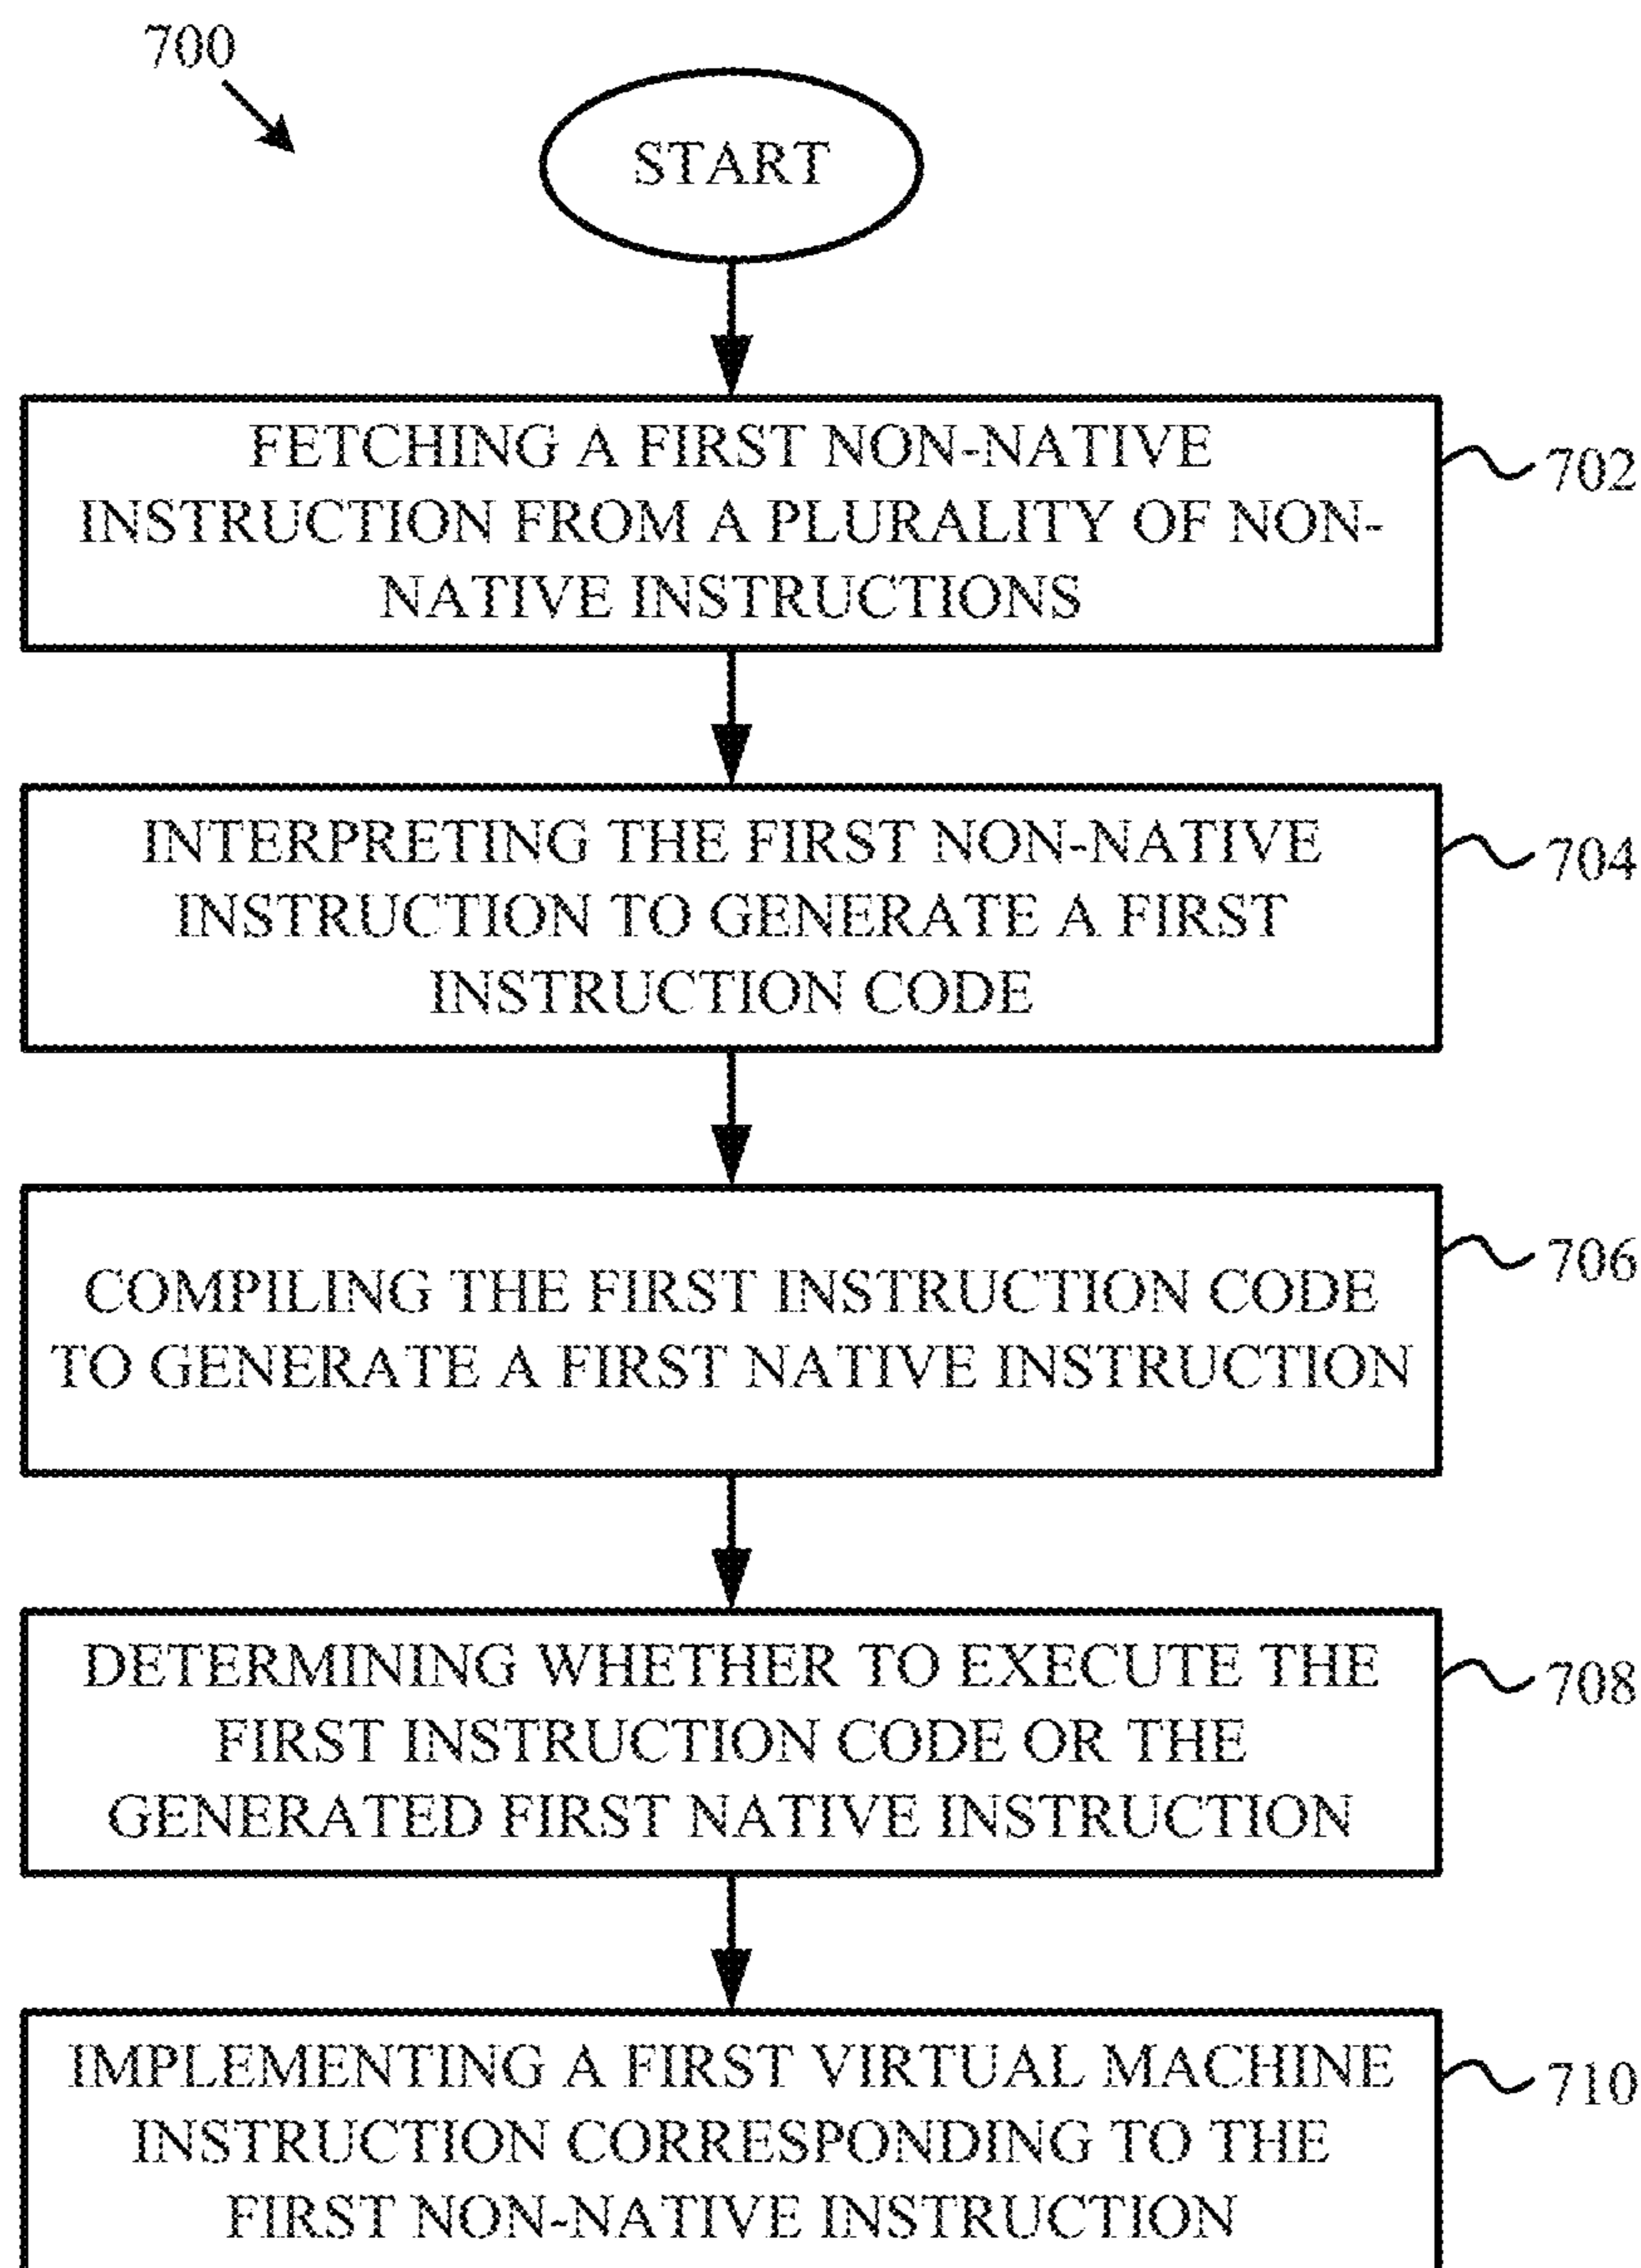 700
START
FETCHING A FIRST NON-NATIVE
INSTRUCTION FROM A PLURALITY OF NON-
NATIVE INSTRUCTIONS
702
INTERPRETING THE FIRST NON-NATIVE
INSTRUCTION TO GENERATE A FIRST
INSTRUCTION CODE
704
COMPILING THE FIRST INSTRUCTION CODE
TO GENERATE A FIRST NATIVE INSTRUCTION
706
DETERMINING WHETHER TO EXECUTE THE
FIRST INSTRUCTION CODE OR THE
GENERATED FIRST NATIVE INSTRUCTION
708
IMPLEMENTING A FIRST VIRTUAL MACHINE
INSTRUCTION CORRESPONDING TO THE
FIRST NON-NATIVE INSTRUCTION
710